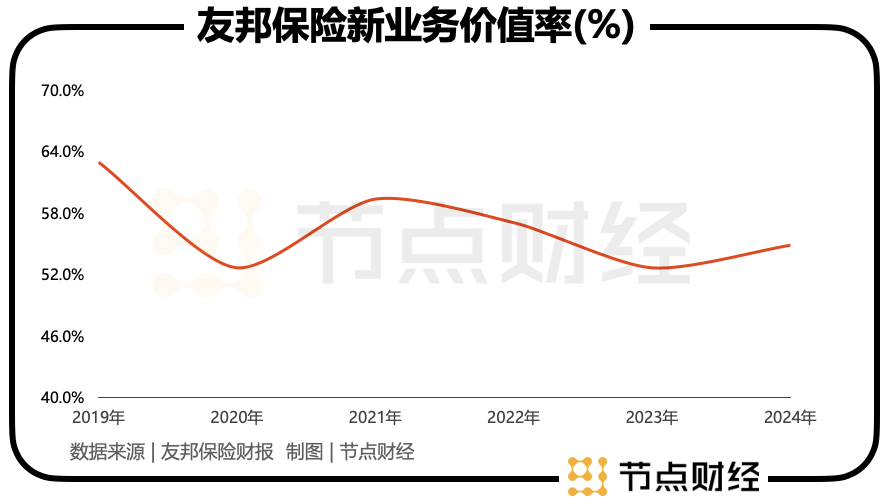 友邦保险新业务价值率(%)
70.0%
64.0%
58.0%
52.0%
46.0%
40.0%
2019年 2020年 2021年 2022年 2023年 2024年
节点财经
数据来源 | 友邦保险财报 制图 | 节点财经
节点财经